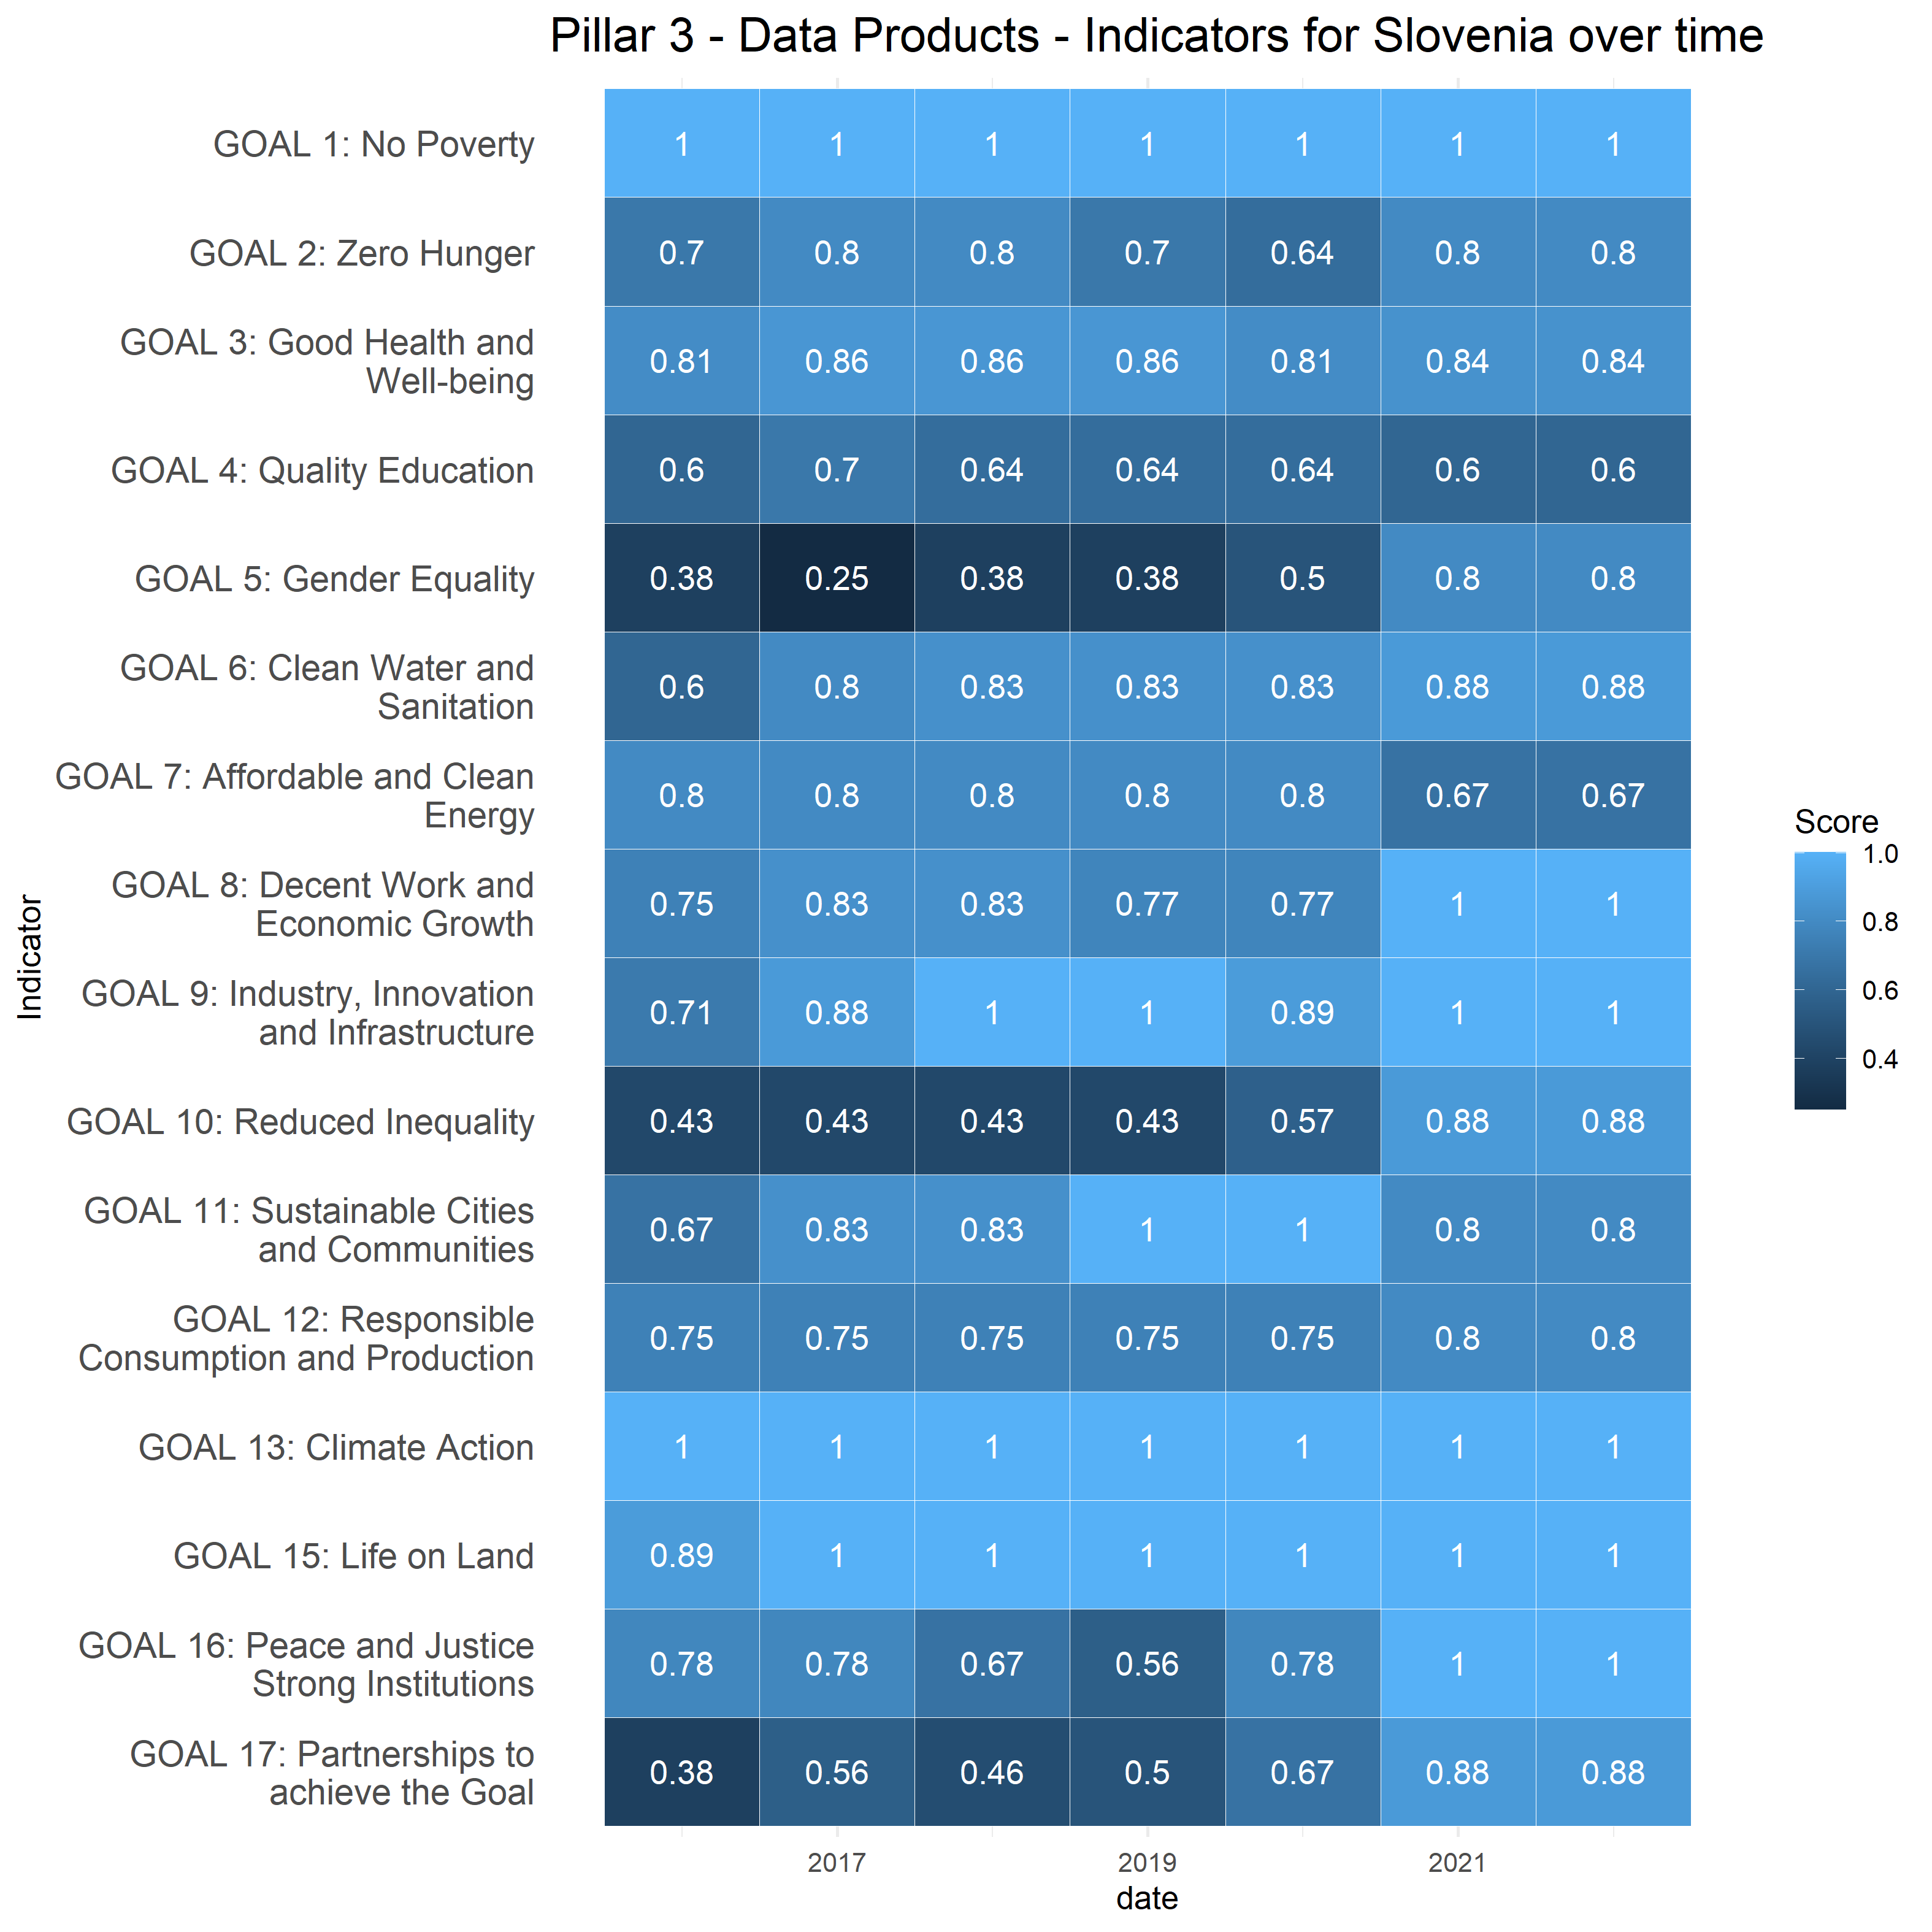 Pillar 3 - Data Products - Indicators for Slovenia over time
GOAL 1: No Poverty
1 1 1 1 1 1 1
GOAL 2: Zero Hunger
0.7 0.8 0.8 0.7 0.64 0.8 0.8
GOAL 3: Good Health and
Well-being
0.81 0.86 0.86 0.86 0.81 0.84 0.84
GOAL 4: Quality Education
0.6 0.7 0.64 0.64 0.64 0.6 0.6
GOAL 5: Gender Equality
0.38 0.25 0.38 0.38 0.5 0.8 0.8
GOAL 6: Clean Water and
Sanitation
0.6 0.8 0.83 0.83 0.83 0.88 0.88
GOAL 7: Affordable and Clean
Energy
0.8 0.8 0.8 0.8 0.8 0.67 0.67
GOAL 8: Decent Work and
Economic Growth
0.75 0.83 0.83 0.77 0.77 1 1
GOAL 9: Industry, Innovation
and Infrastructure
0.71 0.88 1 1 0.89 1 1
GOAL 10: Reduced Inequality
0.43 0.43 0.43 0.43 0.57 0.88 0.88
GOAL 11: Sustainable Cities
and Communities
0.67 0.83 0.83 1 1 0.8 0.8
GOAL 12: Responsible
Consumption and Production
0.75 0.75 0.75 0.75 0.75 0.8 0.8
GOAL 13: Climate Action
1 1 1 1 1 1 1
GOAL 15: Life on Land
0.89 1 1 1 1 1 1
GOAL 16: Peace and Justice
Strong Institutions
0.78 0.78 0.67 0.56 0.78 1 1
GOAL 17: Partnerships to
achieve the Goal
0.38 0.56 0.46 0.5 0.67 0.88 0.88
2017 2019 2021
date
Indicator
Score
1.0
0.8
0.6
0.4